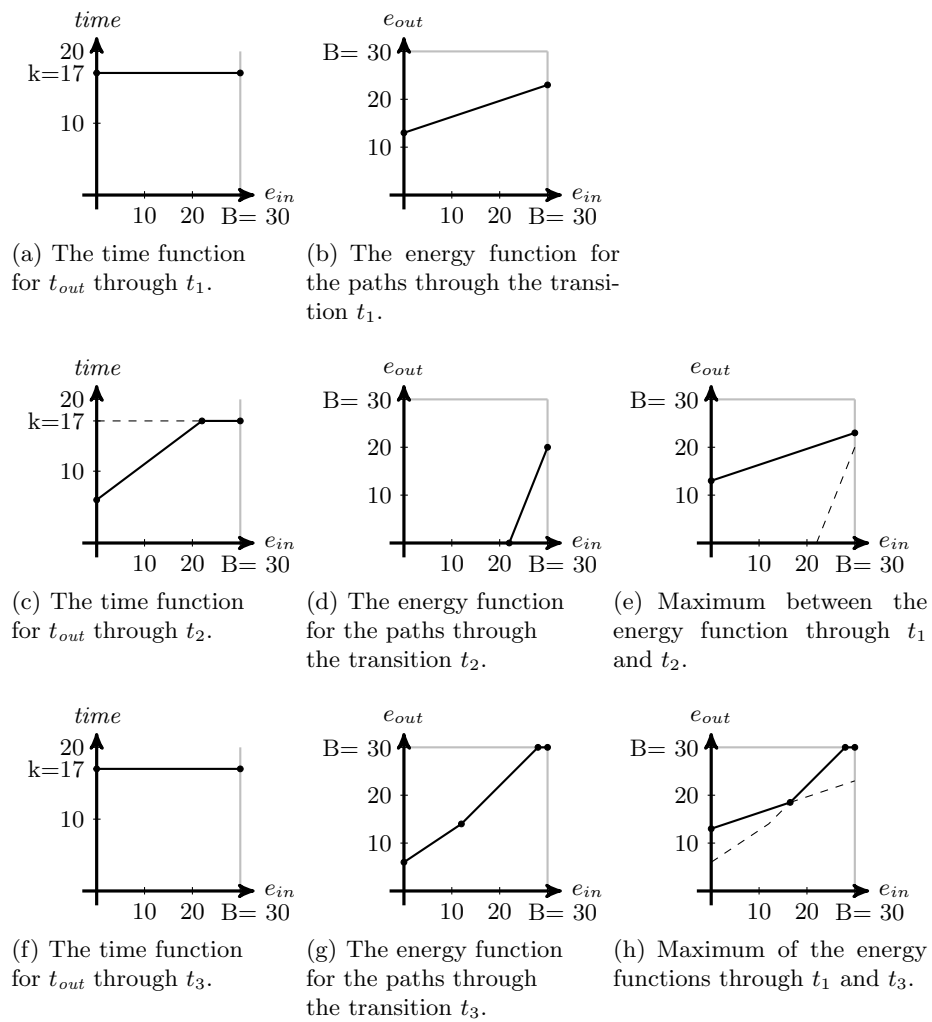 time
20
k=17
10
e_in
10 20 B= 30
(a) The time function
for t_out through t_1.
e_out
B= 30
20
10
e_in
10 20 B= 30
(b) The energy function for
the paths through the transi-
tion t_1.
time
20
k=17
10
e_in
10 20 B= 30
(c) The time function
for t_out through t_2.
e_out
B= 30
20
10
e_in
10 20 B= 30
(d) The energy function
for the paths through
the transition t_2.
e_out
B= 30
20
10
e_in
10 20 B= 30
(e) Maximum between the
energy function through t_1
and t_2.
time
20
k=17
10
e_in
10 20 B= 30
(f) The time function
for t_out through t_3.
e_out
B= 30
20
10
e_in
10 20 B= 30
(g) The energy function
for the paths through
the transition t_3.
e_out
B= 30
20
10
e_in
10 20 B= 30
(h) Maximum of the energy
functions through t_1 and t_3.